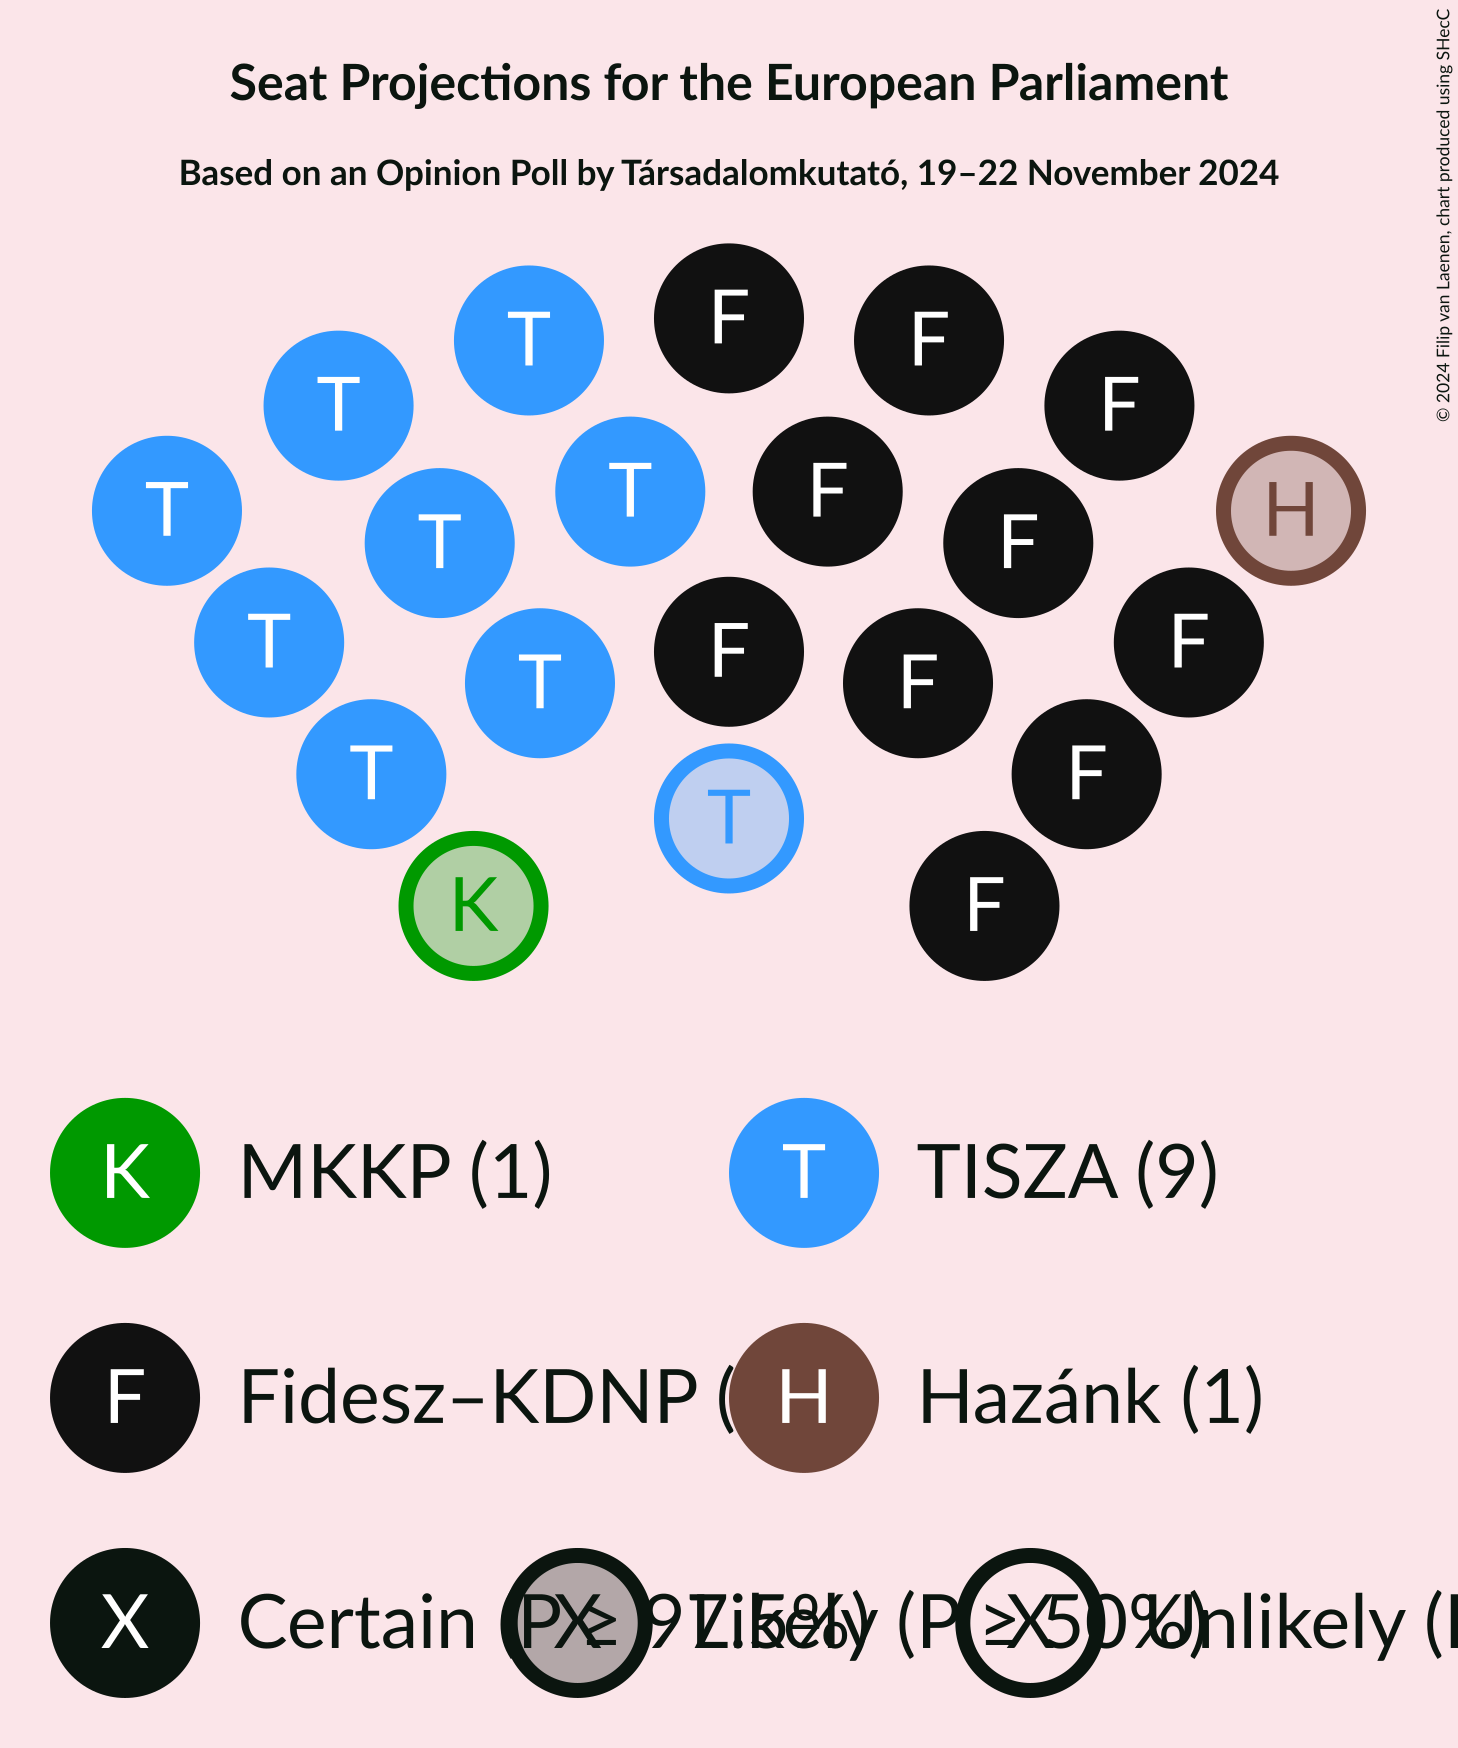 Seat Projections for the European Parliament
Based on an Opinion Poll by Társadalomkutató, 19–22 November 2024
© 2024 Filip van Laenen, chart produced using SHecC
F
T F
T F
T F
T H
T F
T F
T F
F
T F
T F
T
K F
K MKKP (1) T TISZA (9)
F Fidesz–KDNP ( H Hazánk (1)
X Certain (P ≥ 97.5%) X Likely (P ≥ 50%) X Unlikely (